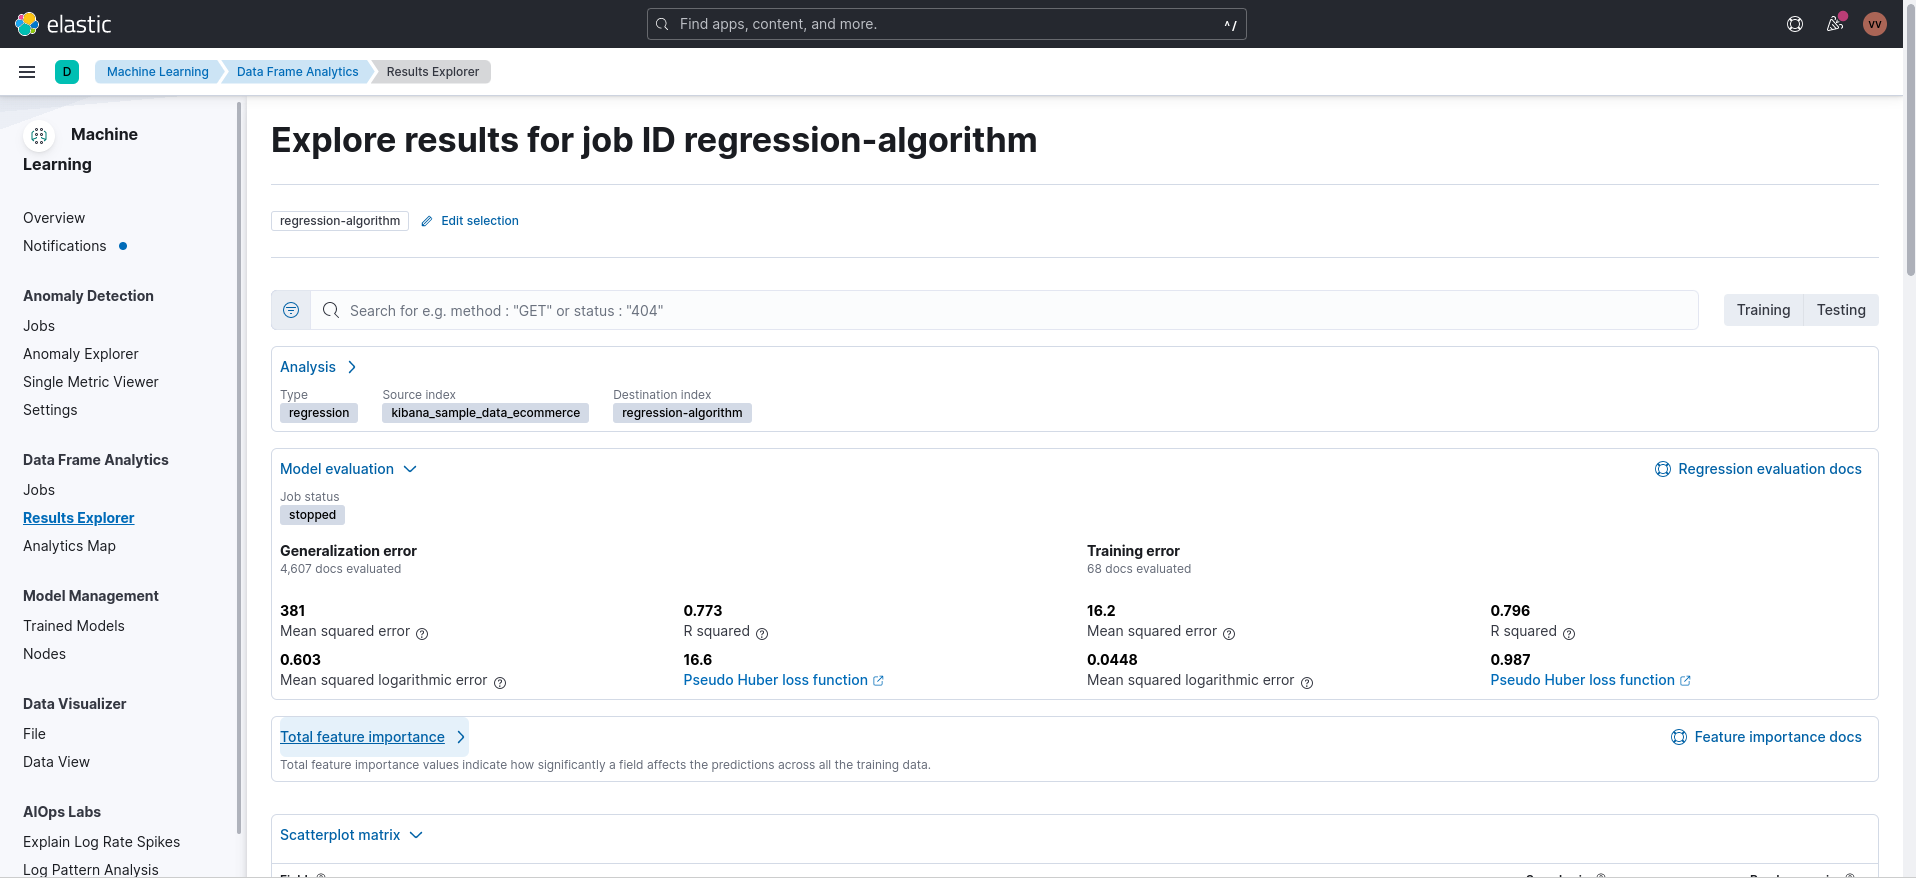 elastic
Find apps, content, and more.
^/
VV
D
Machine Learning
Data Frame Analytics
Results Explorer
Machine
Learning
Overview
Notifications
Anomaly Detection
Jobs
Anomaly Explorer
Single Metric Viewer
Settings
Data Frame Analytics
Jobs
Results Explorer
Analytics Map
Model Management
Trained Models
Nodes
Data Visualizer
File
Data View
AIOps Labs
Explain Log Rate Spikes
Log Pattern Analysis
Explore results for job ID regression-algorithm
regression-algorithm
Edit selection
Search for e.g. method : "GET" or status : "404"
Training
Testing
Analysis
Type
Source index
Destination index
regression
kibana_sample_data_ecommerce
regression-algorithm
Model evaluation
Regression evaluation docs
Job status
stopped
Generalization error
4,607 docs evaluated
Training error
68 docs evaluated
381
Mean squared error
0.773
R squared
16.2
Mean squared error
0.796
R squared
0.603
Mean squared logarithmic error
16.6
Pseudo Huber loss function
0.0448
Mean squared logarithmic error
0.987
Pseudo Huber loss function
Total feature importance
Feature importance docs
Total feature importance values indicate how significantly a field affects the predictions across all the training data.
Scatterplot matrix